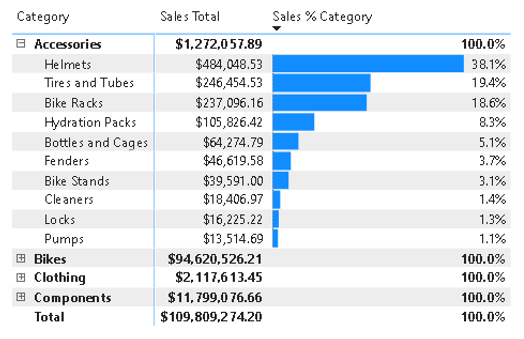 Category Sales Total Sales % Category
Accessories $1,272,057.89 100.0%
Helmets $484,048.53 38.1%
Tires and Tubes $246,454.53 19.4%
Bike Racks $237,096.16 18.6%
Hydration Packs $105,826.42 8.3%
Bottles and Cages $64,274.79 5.1%
Fenders $46,619.58 3.7%
Bike Stands $39,591.00 3.1%
Cleaners $18,406.97 1.4%
Locks $16,225.22 1.3%
Pumps $13,514.69 1.1%
Bikes $94,620,526.21 100.0%
Clothing $2,117,613.45 100.0%
Components $11,799,076.66 100.0%
Total $109,809,274.20 100.0%